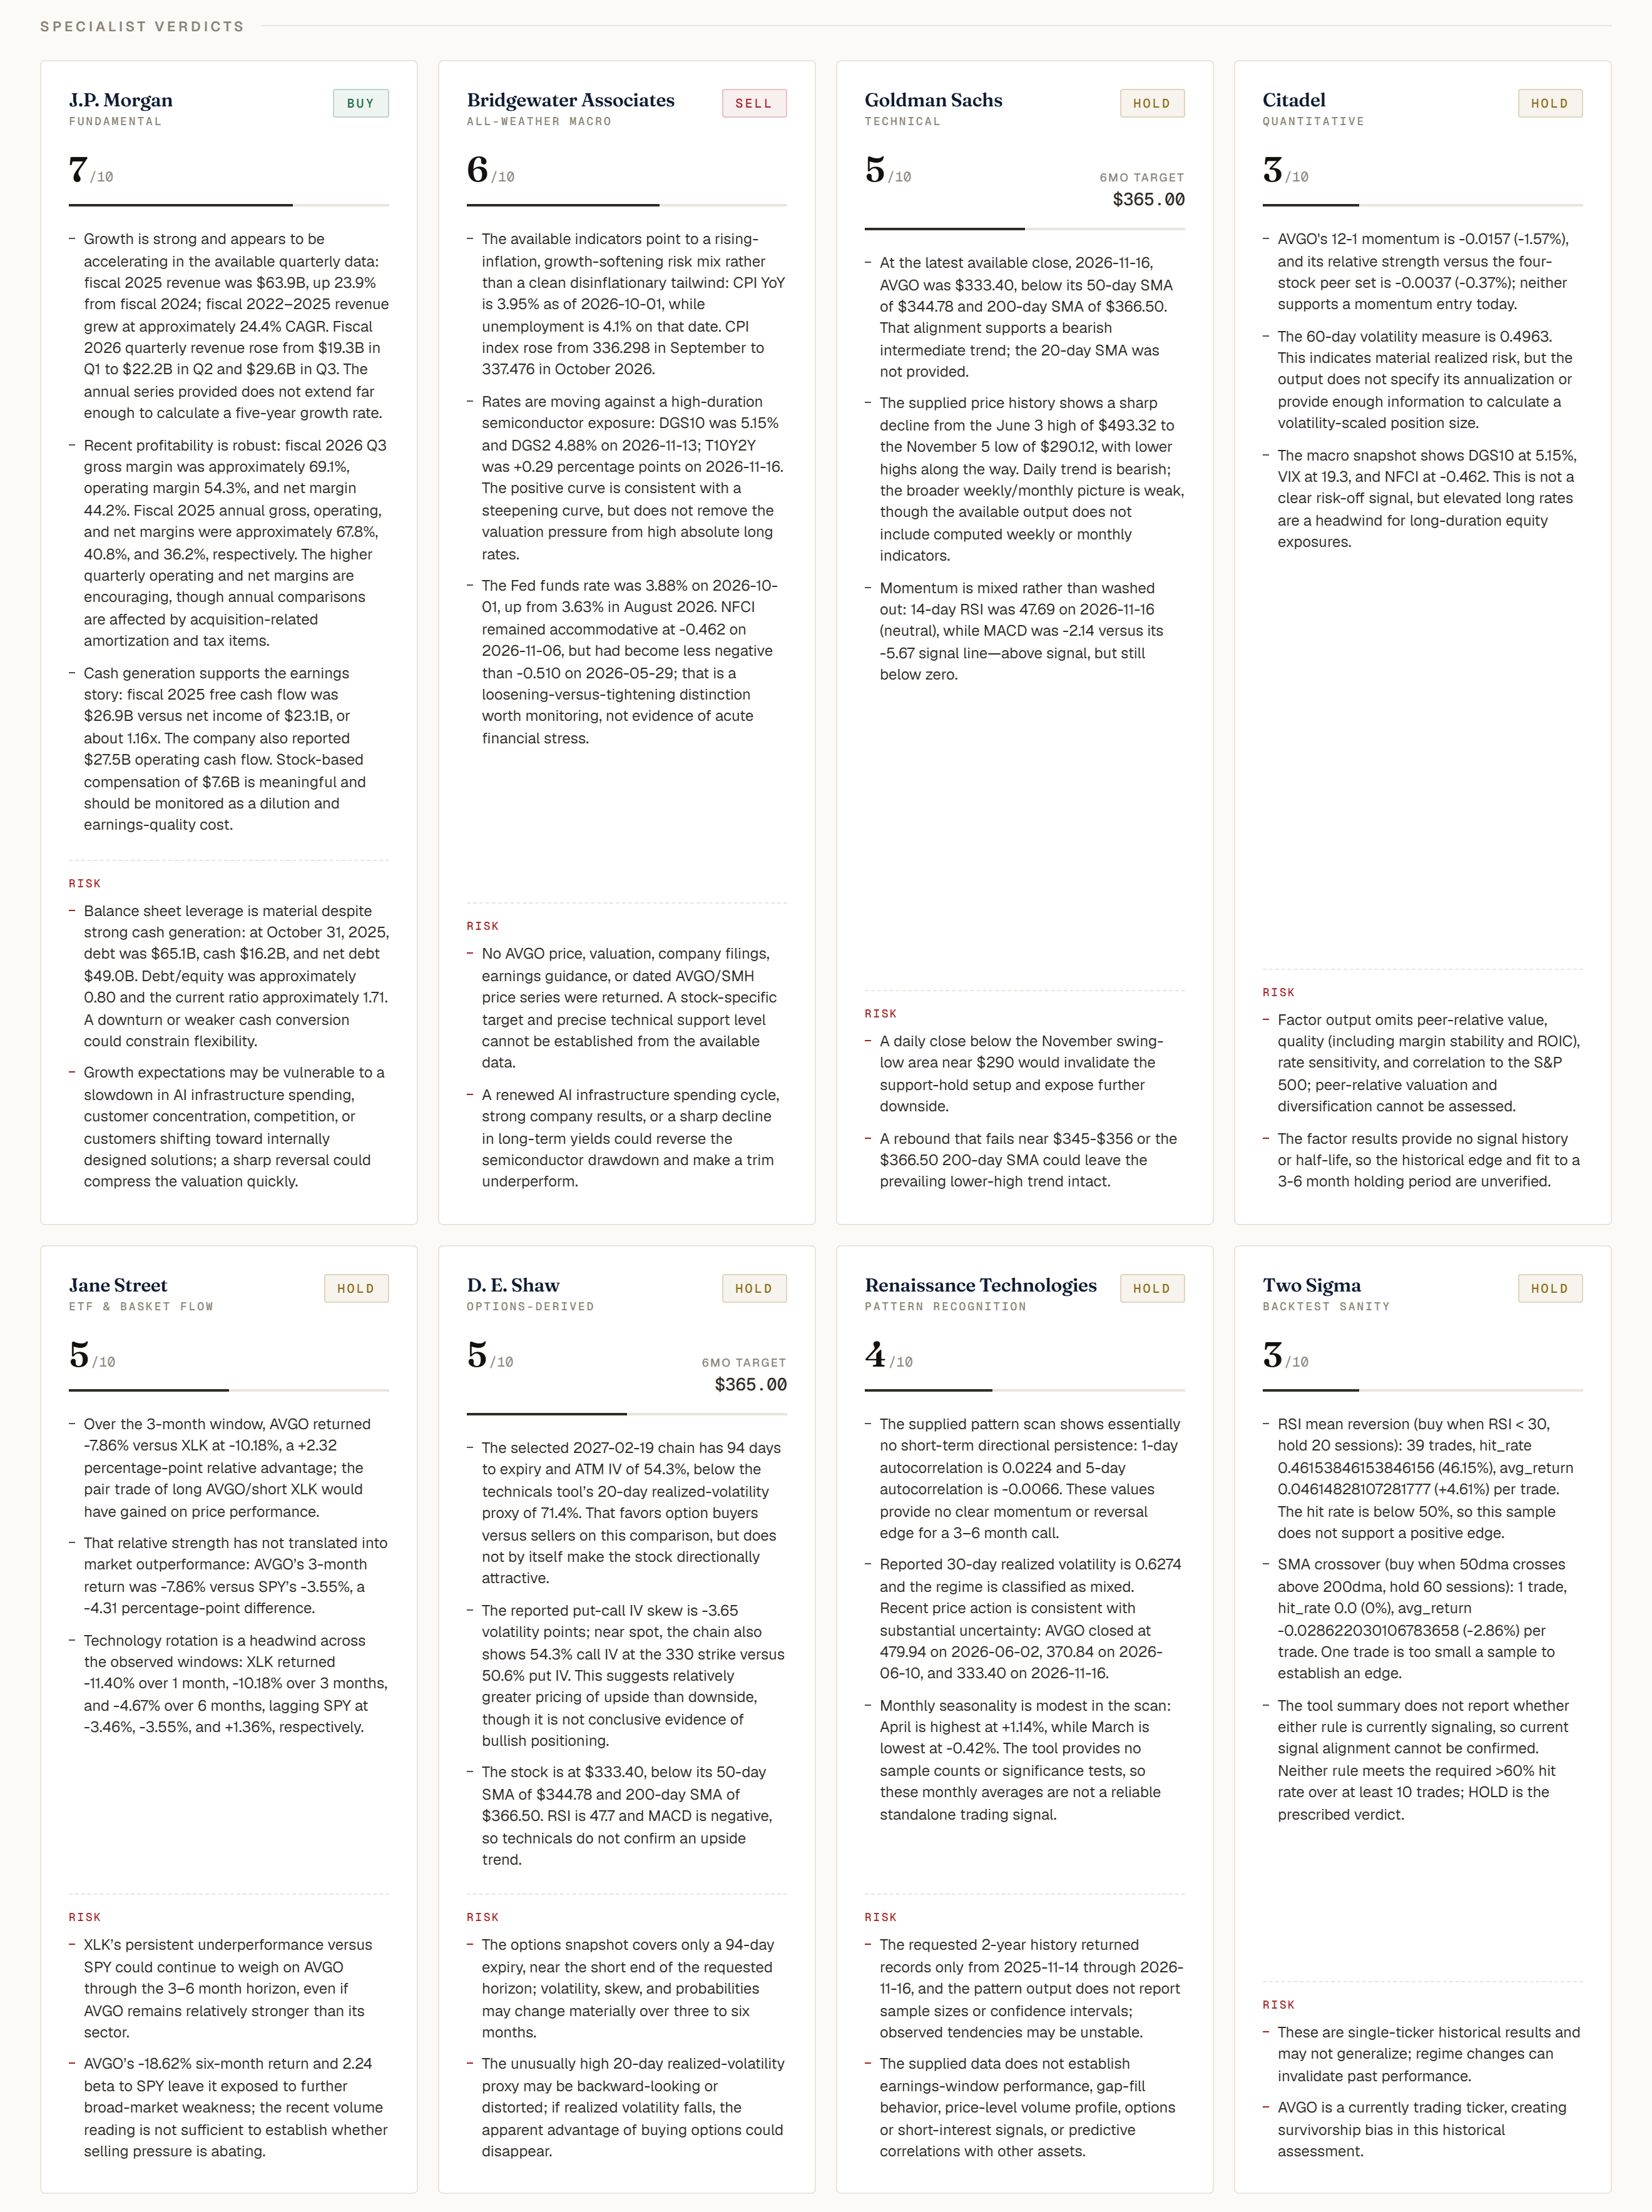 SPECIALIST VERDICTS
J.P. Morgan
BUY
FUNDAMENTAL
7/10
– Growth is strong and appears to be
accelerating in the available quarterly data:
fiscal 2025 revenue was $63.9B, up 23.9%
from fiscal 2024; fiscal 2022–2025 revenue
grew at approximately 24.4% CAGR. Fiscal
2026 quarterly revenue rose from $19.3B in
Q1 to $22.2B in Q2 and $29.6B in Q3. The
annual series provided does not extend far
enough to calculate a five-year growth rate.
– Recent profitability is robust: fiscal 2026 Q3
gross margin was approximately 69.1%,
operating margin 54.3%, and net margin
44.2%. Fiscal 2025 annual gross, operating,
and net margins were approximately 67.8%,
40.8%, and 36.2%, respectively. The higher
quarterly operating and net margins are
encouraging, though annual comparisons
are affected by acquisition-related
amortization and tax items.
– Cash generation supports the earnings
story: fiscal 2025 free cash flow was
$26.9B versus net income of $23.1B, or
about 1.16x. The company also reported
$27.5B operating cash flow. Stock-based
compensation of $7.6B is meaningful and
should be monitored as a dilution and
earnings-quality cost.
RISK
– Balance sheet leverage is material despite
strong cash generation: at October 31, 2025,
debt was $65.1B, cash $16.2B, and net debt
$49.0B. Debt/equity was approximately
0.80 and the current ratio approximately 1.71.
A downturn or weaker cash conversion
could constrain flexibility.
– Growth expectations may be vulnerable to a
slowdown in AI infrastructure spending,
customer concentration, competition, or
customers shifting toward internally
designed solutions; a sharp reversal could
compress the valuation quickly.
Bridgewater Associates
SELL
ALL-WEATHER MACRO
6/10
– The available indicators point to a rising-
inflation, growth-softening risk mix rather
than a clean disinflationary tailwind: CPI YoY
is 3.95% as of 2026-10-01, while
unemployment is 4.1% on that date. CPI
index rose from 336.298 in September to
337.476 in October 2026.
– Rates are moving against a high-duration
semiconductor exposure: DGS10 was 5.15%
and DGS2 4.88% on 2026-11-13; T10Y2Y
was +0.29 percentage points on 2026-11-16.
The positive curve is consistent with a
steepening curve, but does not remove the
valuation pressure from high absolute long
rates.
– The Fed funds rate was 3.88% on 2026-10-
01, up from 3.63% in August 2026. NFCI
remained accommodative at -0.462 on
2026-11-06, but had become less negative
than -0.510 on 2026-05-29; that is a
loosening-versus-tightening distinction
worth monitoring, not evidence of acute
financial stress.
RISK
– No AVGO price, valuation, company filings,
earnings guidance, or dated AVGO/SMH
price series were returned. A stock-specific
target and precise technical support level
cannot be established from the available
data.
– A renewed AI infrastructure spending cycle,
strong company results, or a sharp decline
in long-term yields could reverse the
semiconductor drawdown and make a trim
underperform.
Goldman Sachs
HOLD
TECHNICAL
5/10
6MO TARGET
$365.00
– At the latest available close, 2026-11-16,
AVGO was $333.40, below its 50-day SMA
of $344.78 and 200-day SMA of $366.50.
That alignment supports a bearish
intermediate trend; the 20-day SMA was
not provided.
– The supplied price history shows a sharp
decline from the June 3 high of $493.32 to
the November 5 low of $290.12, with lower
highs along the way. Daily trend is bearish;
the broader weekly/monthly picture is weak,
though the available output does not
include computed weekly or monthly
indicators.
– Momentum is mixed rather than washed
out: 14-day RSI was 47.69 on 2026-11-16
(neutral), while MACD was -2.14 versus its
-5.67 signal line—above signal, but still
below zero.
RISK
– A daily close below the November swing-
low area near $290 would invalidate the
support-hold setup and expose further
downside.
– A rebound that fails near $345-$356 or the
$366.50 200-day SMA could leave the
prevailing lower-high trend intact.
Citadel
HOLD
QUANTITATIVE
3/10
– AVGO's 12-1 momentum is -0.0157 (-1.57%),
and its relative strength versus the four-
stock peer set is -0.0037 (-0.37%); neither
supports a momentum entry today.
– The 60-day volatility measure is 0.4963.
This indicates material realized risk, but the
output does not specify its annualization or
provide enough information to calculate a
volatility-scaled position size.
– The macro snapshot shows DGS10 at 5.15%,
VIX at 19.3, and NFCI at -0.462. This is not a
clear risk-off signal, but elevated long rates
are a headwind for long-duration equity
exposures.
RISK
– Factor output omits peer-relative value,
quality (including margin stability and ROIC),
rate sensitivity, and correlation to the S&P
500; peer-relative valuation and
diversification cannot be assessed.
– The factor results provide no signal history
or half-life, so the historical edge and fit to a
3-6 month holding period are unverified.
Jane Street
HOLD
ETF & BASKET FLOW
5/10
– Over the 3-month window, AVGO returned
-7.86% versus XLK at -10.18%, a +2.32
percentage-point relative advantage; the
pair trade of long AVGO/short XLK would
have gained on price performance.
– That relative strength has not translated into
market outperformance: AVGO's 3-month
return was -7.86% versus SPY's -3.55%, a
-4.31 percentage-point difference.
– Technology rotation is a headwind across
the observed windows: XLK returned
-11.40% over 1 month, -10.18% over 3 months,
and -4.67% over 6 months, lagging SPY at
-3.46%, -3.55%, and +1.36%, respectively.
RISK
– XLK's persistent underperformance versus
SPY could continue to weigh on AVGO
through the 3–6 month horizon, even if
AVGO remains relatively stronger than its
sector.
– AVGO's -18.62% six-month return and 2.24
beta to SPY leave it exposed to further
broad-market weakness; the recent volume
reading is not sufficient to establish whether
selling pressure is abating.
D. E. Shaw
HOLD
OPTIONS-DERIVED
5/10
6MO TARGET
$365.00
– The selected 2027-02-19 chain has 94 days
to expiry and ATM IV of 54.3%, below the
technicals tool's 20-day realized-volatility
proxy of 71.4%. That favors option buyers
versus sellers on this comparison, but does
not by itself make the stock directionally
attractive.
– The reported put-call IV skew is -3.65
volatility points; near spot, the chain also
shows 54.3% call IV at the 330 strike versus
50.6% put IV. This suggests relatively
greater pricing of upside than downside,
though it is not conclusive evidence of
bullish positioning.
– The stock is at $333.40, below its 50-day
SMA of $344.78 and 200-day SMA of
$366.50. RSI is 47.7 and MACD is negative,
so technicals do not confirm an upside
trend.
RISK
– The options snapshot covers only a 94-day
expiry, near the short end of the requested
horizon; volatility, skew, and probabilities
may change materially over three to six
months.
– The unusually high 20-day realized-volatility
proxy may be backward-looking or
distorted; if realized volatility falls, the
apparent advantage of buying options could
disappear.
Renaissance Technologies
HOLD
PATTERN RECOGNITION
4/10
– The supplied pattern scan shows essentially
no short-term directional persistence: 1-day
autocorrelation is 0.0224 and 5-day
autocorrelation is -0.0066. These values
provide no clear momentum or reversal
edge for a 3–6 month call.
– Reported 30-day realized volatility is 0.6274
and the regime is classified as mixed.
Recent price action is consistent with
substantial uncertainty: AVGO closed at
479.94 on 2026-06-02, 370.84 on 2026-
06-10, and 333.40 on 2026-11-16.
– Monthly seasonality is modest in the scan:
April is highest at +1.14%, while March is
lowest at -0.42%. The tool provides no
sample counts or significance tests, so
these monthly averages are not a reliable
standalone trading signal.
RISK
– The requested 2-year history returned
records only from 2025-11-14 through 2026-
11-16, and the pattern output does not report
sample sizes or confidence intervals;
observed tendencies may be unstable.
– The supplied data does not establish
earnings-window performance, gap-fill
behavior, price-level volume profile, options
or short-interest signals, or predictive
correlations with other assets.
Two Sigma
HOLD
BACKTEST SANITY
3/10
– RSI mean reversion (buy when RSI < 30,
hold 20 sessions): 39 trades, hit_rate
0.46153846153846156 (46.15%), avg_return
0.04614828107281777 (+4.61%) per trade.
The hit rate is below 50%, so this sample
does not support a positive edge.
– SMA crossover (buy when 50dma crosses
above 200dma, hold 60 sessions): 1 trade,
hit_rate 0.0 (0%), avg_return
-0.028622030106783658 (-2.86%) per
trade. One trade is too small a sample to
establish an edge.
– The tool summary does not report whether
either rule is currently signaling, so current
signal alignment cannot be confirmed.
Neither rule meets the required >60% hit
rate over at least 10 trades; HOLD is the
prescribed verdict.
RISK
– These are single-ticker historical results and
may not generalize; regime changes can
invalidate past performance.
– AVGO is a currently trading ticker, creating
survivorship bias in this historical
assessment.